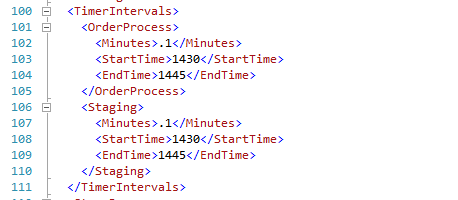 100 <TimerIntervals>
101 <OrderProcess>
102 <Minutes>.1</Minutes>
103 <StartTime>1430</StartTime>
104 <EndTime>1445</EndTime>
105 </OrderProcess>
106 <Staging>
107 <Minutes>.1</Minutes>
108 <StartTime>1430</StartTime>
109 <EndTime>1445</EndTime>
110 </Staging>
111 </TimerIntervals>